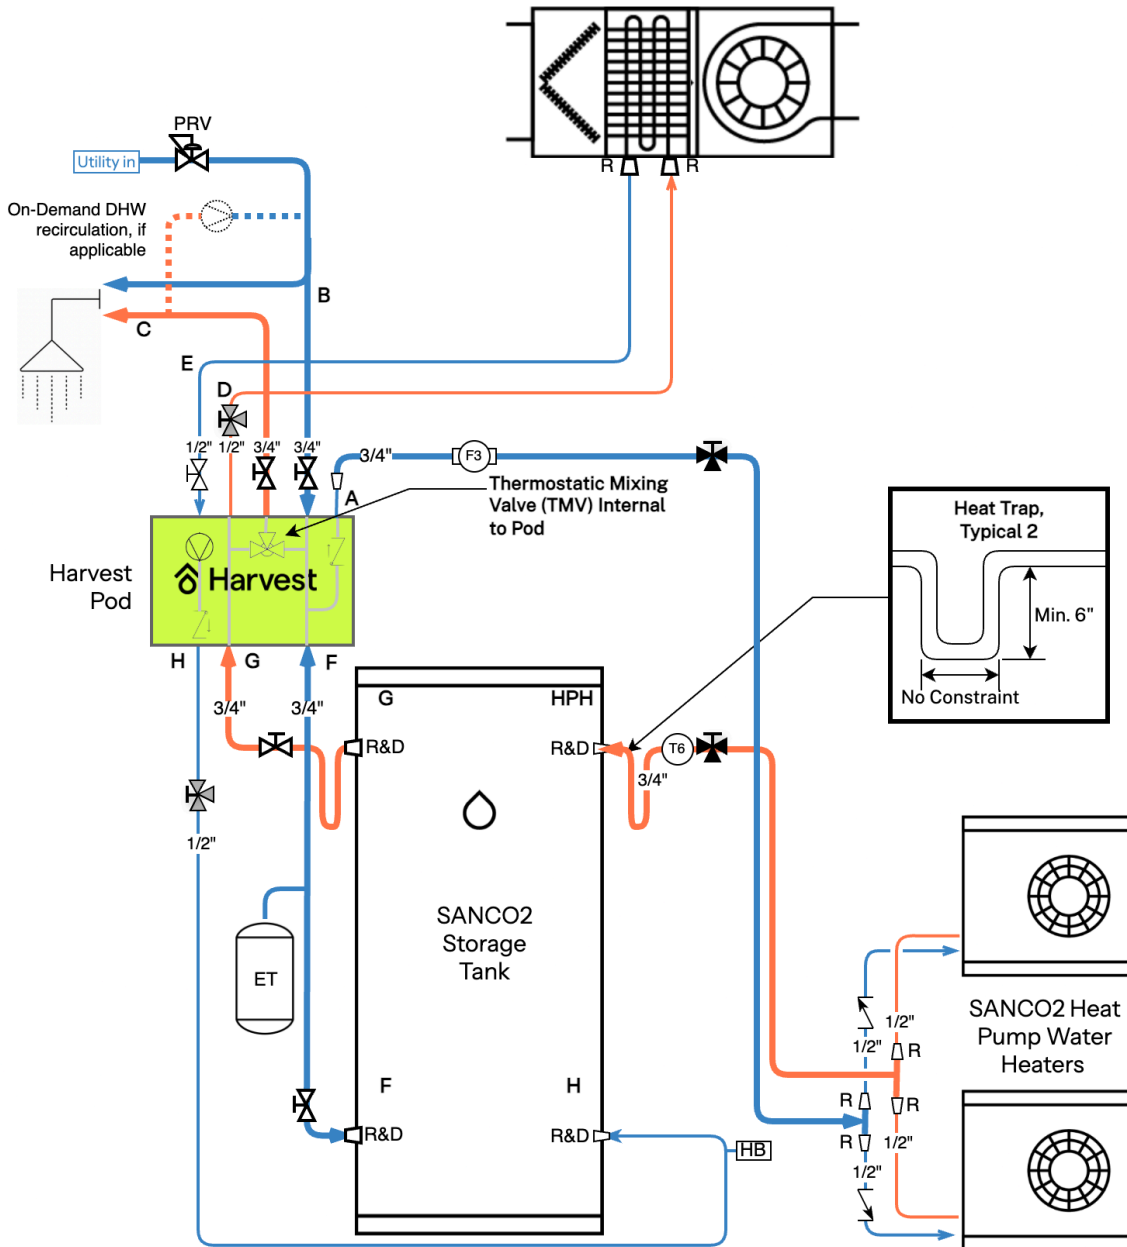 PRV
Utility in
On-Demand DHW
recirculation, if
applicable
R
R
B
C
E
D
1/2"
1/2"
3/4"
3/4"
3/4"
F3
A
Thermostatic Mixing
Valve (TMV) Internal
to Pod
Harvest
Pod
Harvest
H
G
F
Heat Trap,
Typical 2
Min. 6"
No Constraint
3/4"
3/4"
G
HPH
R&D
R&D
T6
3/4"
1/2"
SANCO2
Storage
Tank
ET
F
H
R&D
R&D
HB
SANCO2 Heat
Pump Water
Heaters
1/2"
1/2"
R
R
R
R
1/2"
1/2"